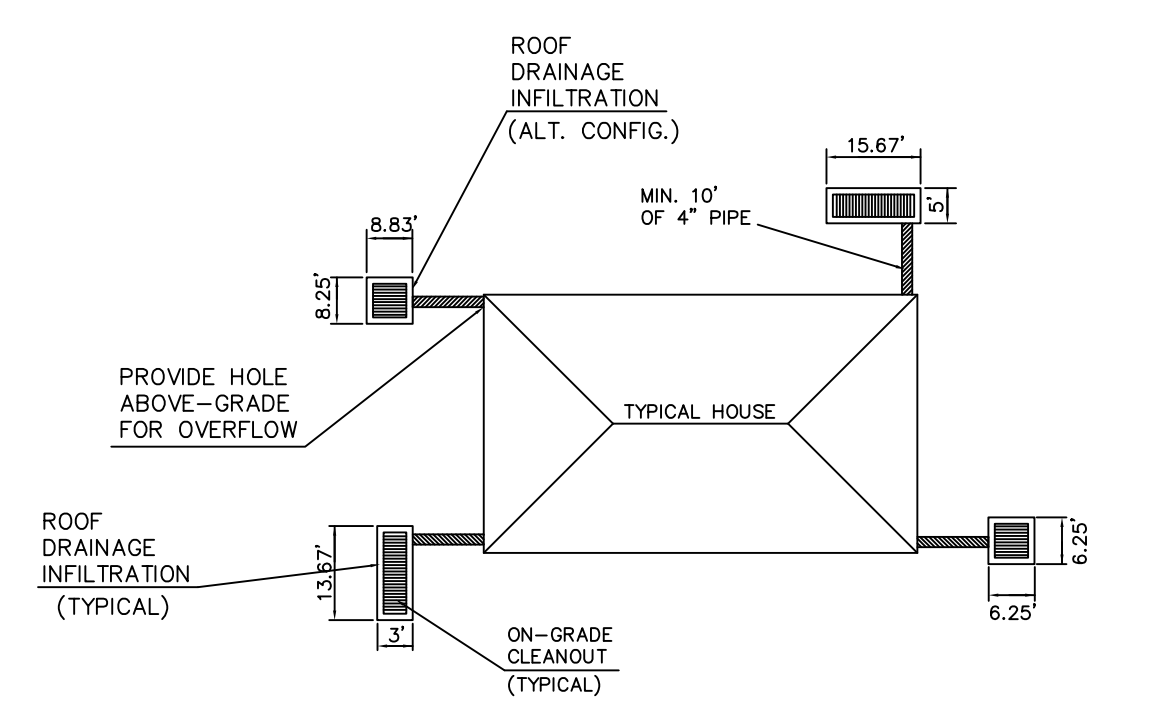 ROOF
DRAINAGE
INFILTRATION
(ALT. CONFIG.)
15.67'
MIN. 10'
OF 4" PIPE
5'
8.83'
8.25'
PROVIDE HOLE
ABOVE-GRADE
FOR OVERFLOW
TYPICAL HOUSE
ROOF
DRAINAGE
INFILTRATION
(TYPICAL)
13.67'
3'
6.25'
6.25'
ON-GRADE
CLEANOUT
(TYPICAL)